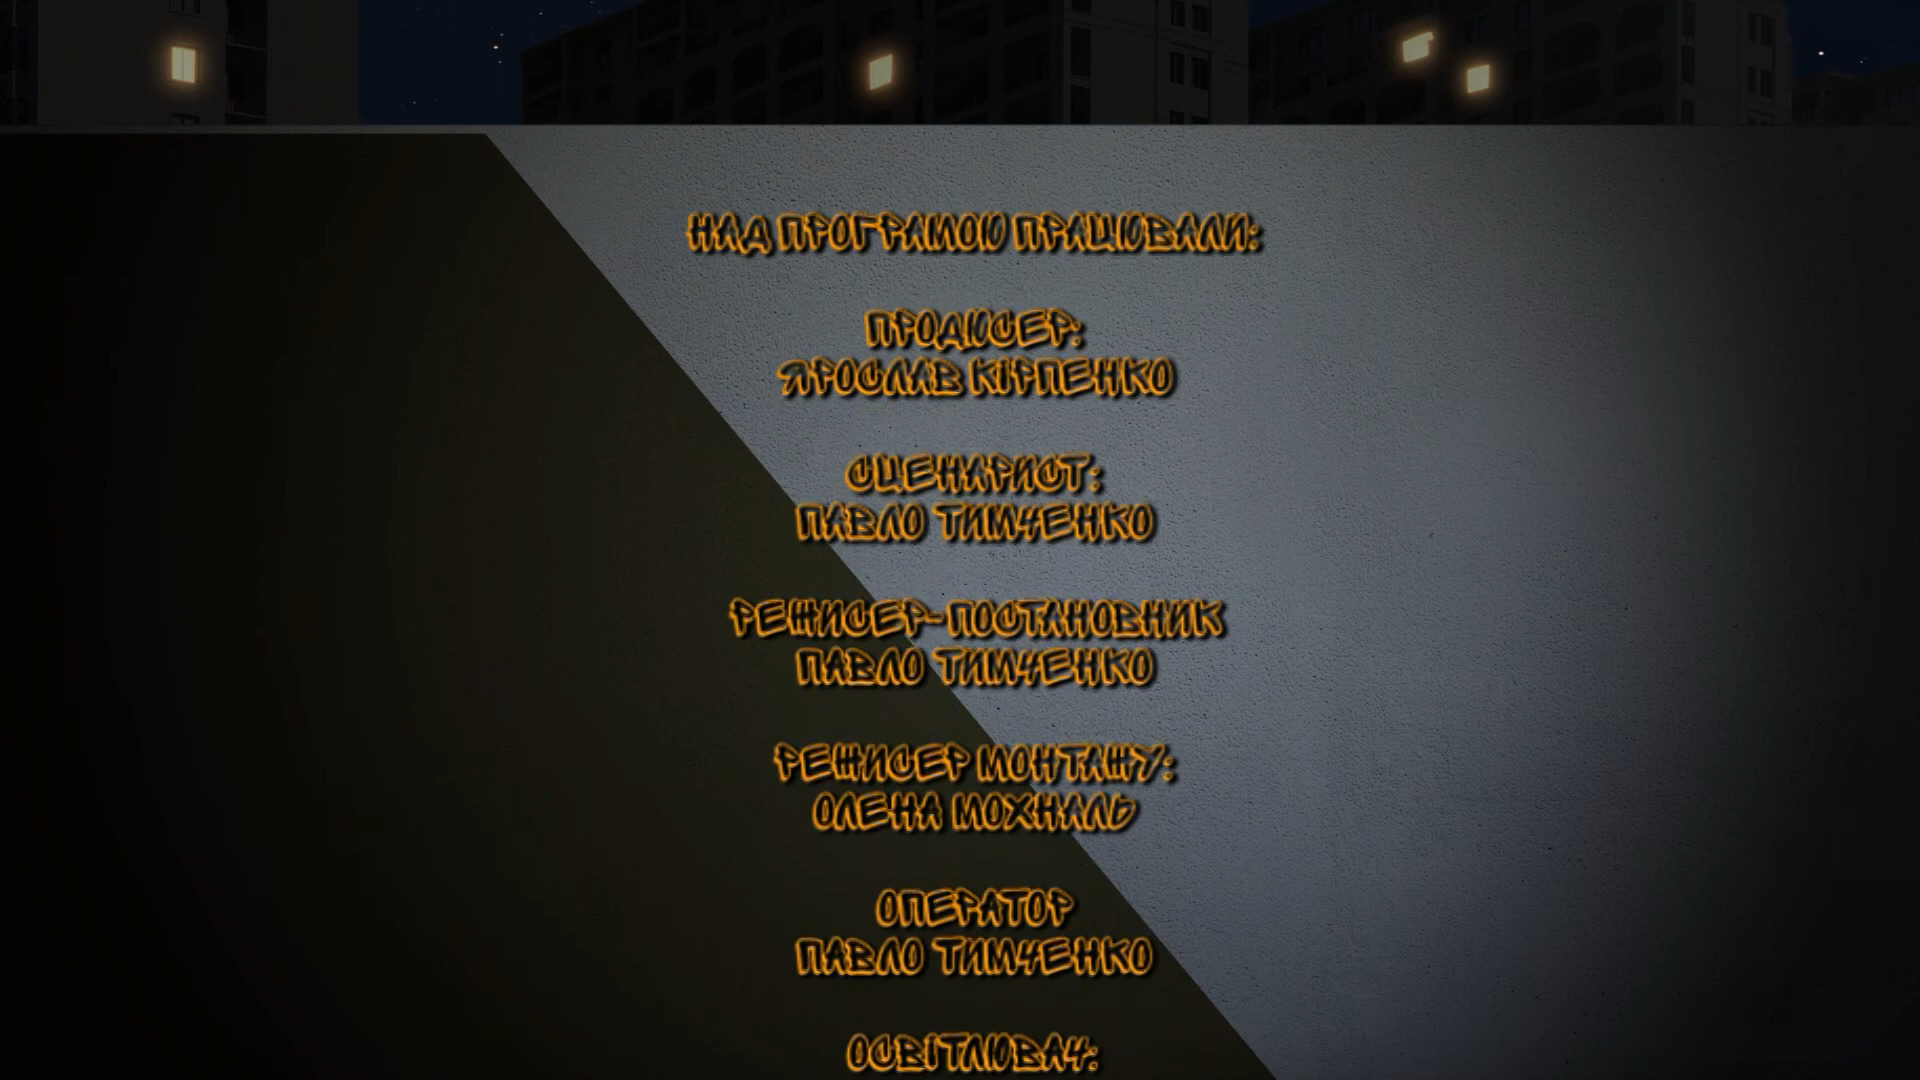 НАД ПРОГРАМОЮ ПРАЦЮВАЛИ:
ПРОДЮСЕР:
ЯРОСЛАВ КІРПЕНКО
СЦЕНАРИСТ:
ПАВЛО ТИМЧЕНКО
РЕЖИСЕР-ПОСТАНОВНИК
ПАВЛО ТИМЧЕНКО
РЕЖИСЕР МОНТАЖУ:
ОЛЕНА МОХНАЛЬ
ОПЕРАТОР
ПАВЛО ТИМЧЕНКО
ОСВІТЛЮВАЧ: